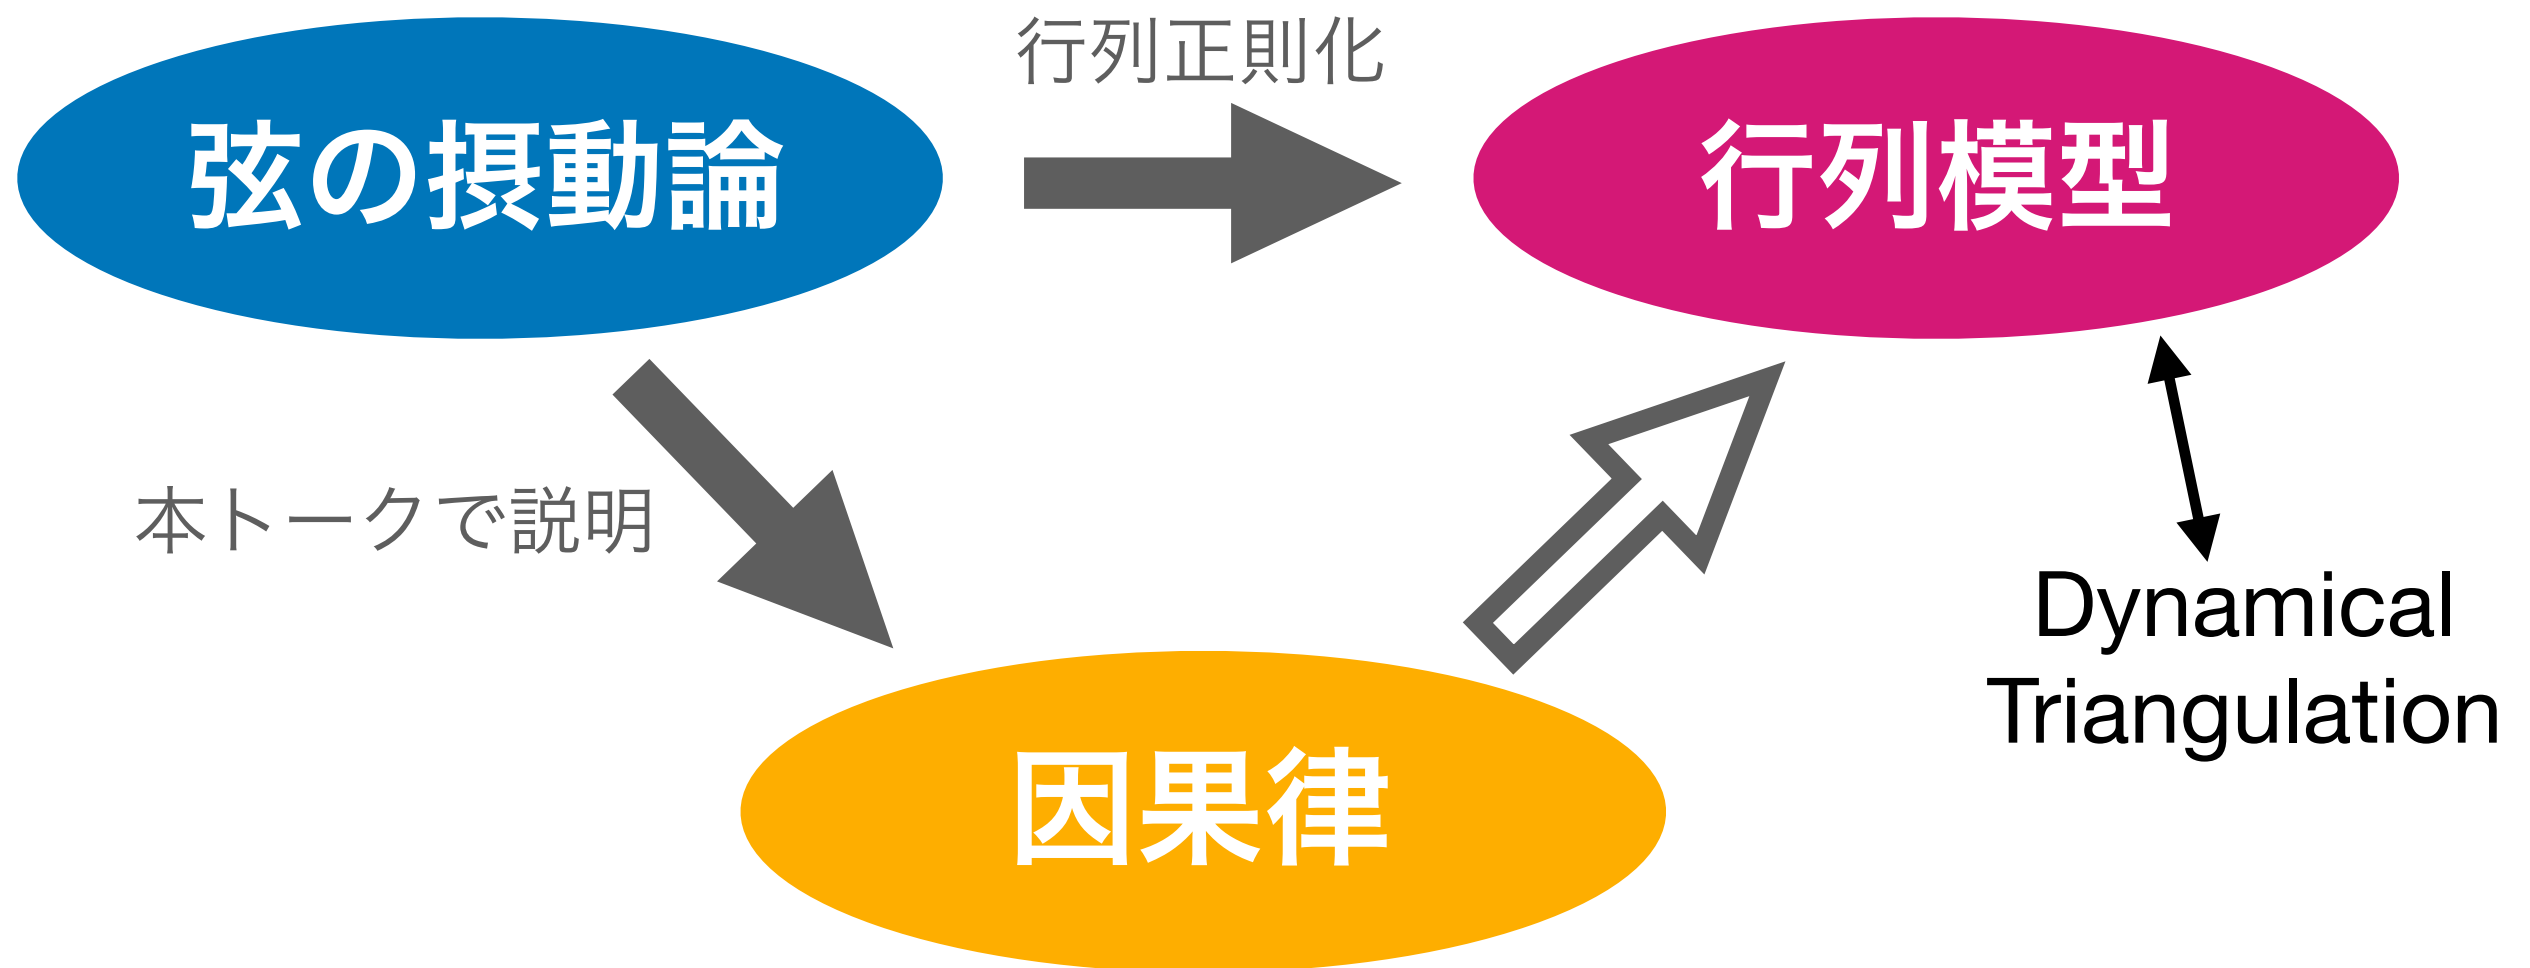 行列正則化
弦の摂動論
行列模型
本トークで説明
Dynamical
Triangulation
因果律